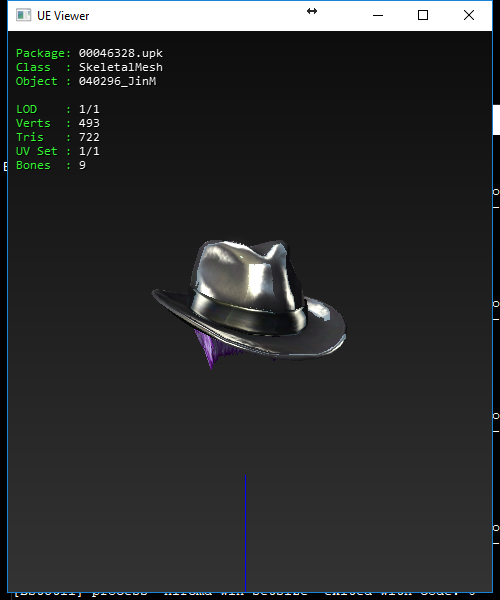 UE Viewer
Package: 00046328.upk
Class : SkeletalMesh
Object : 040296_JinM
LOD : 1/1
Verts : 493
Tris : 722
UV Set : 1/1
Bones : 9